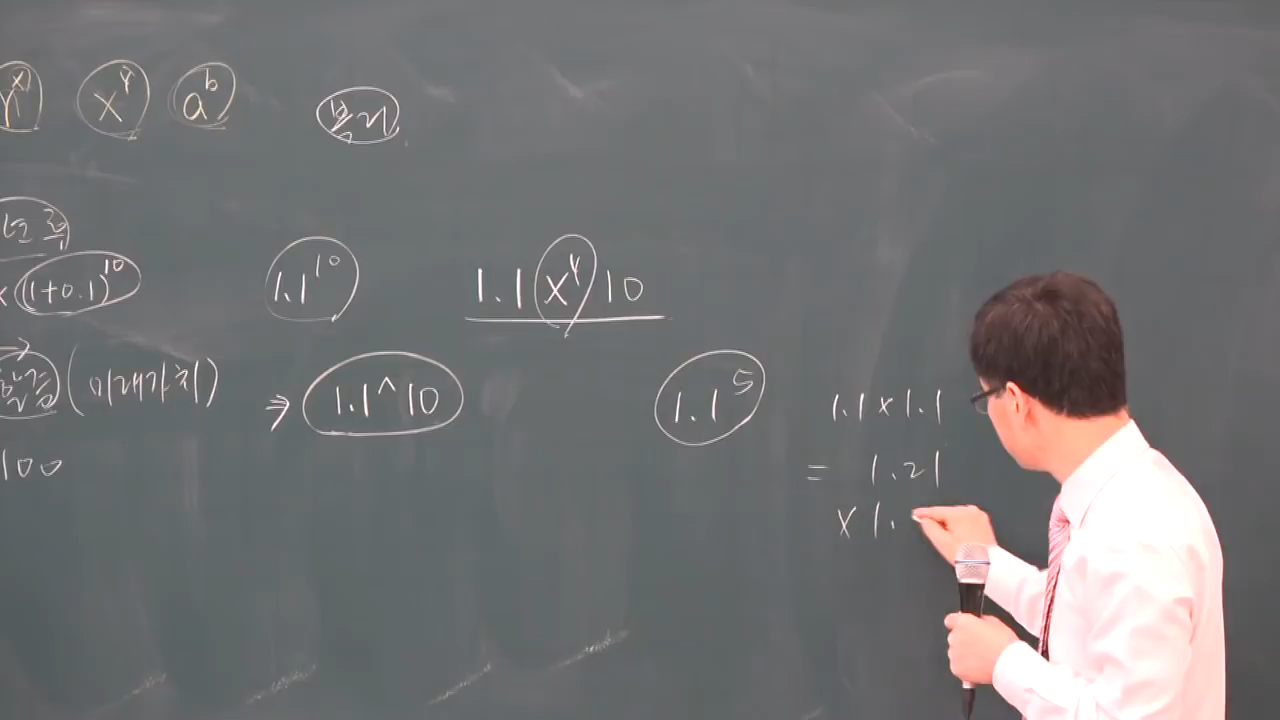 x^y a^b 복리
(1+0.1)^10 1.1^10 1.1 x^y 10
(미래가치) ⇒ 1.1^10 1.1^5 1.1×1.1
100 = 1.21
× 1.